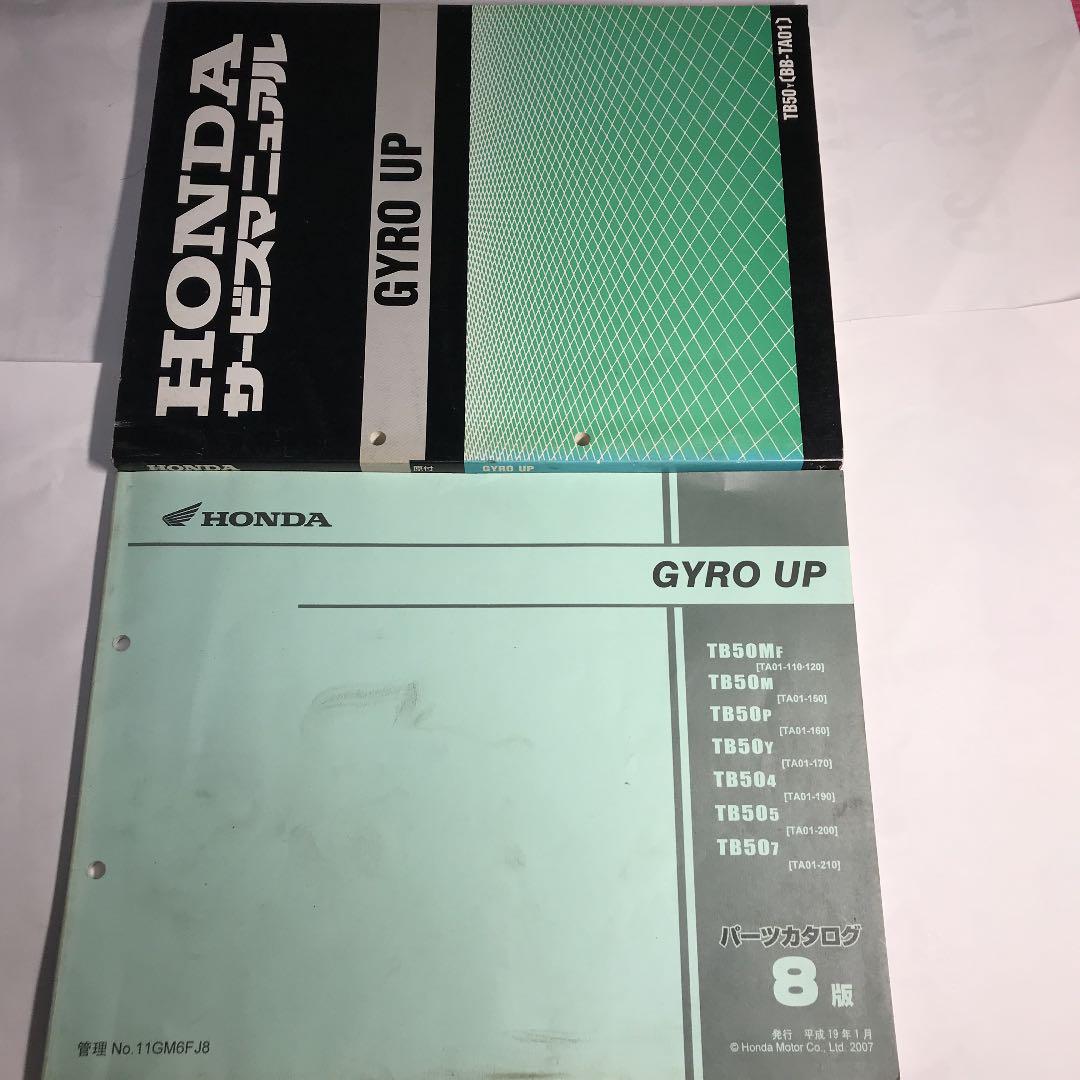 HONDA
サービスマニュアル
GYRO UP
TB50Y(BB-TA01)
HONDA
原付
GYRO UP
Y
HONDA
GYRO UP
TB50MF
[TA01-110·120]
TB50M
[TA01-150]
TB50P
[TA01-160]
TB50Y
[TA01-170]
TB504
[TA01-190]
TB505
[TA01-200]
TB507
[TA01-210]
パーツカタログ
8版
発行 平成19年1月
© Honda Motor Co., Ltd. 2007
管理 No.11GM6FJ8